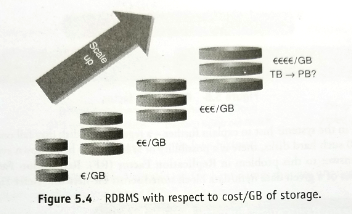 Scale
up
€€€€/GB
TB → PB?
€€€/GB
€€/GB
€/GB
Figure 5.4 RDBMS with respect to cost/GB of storage.